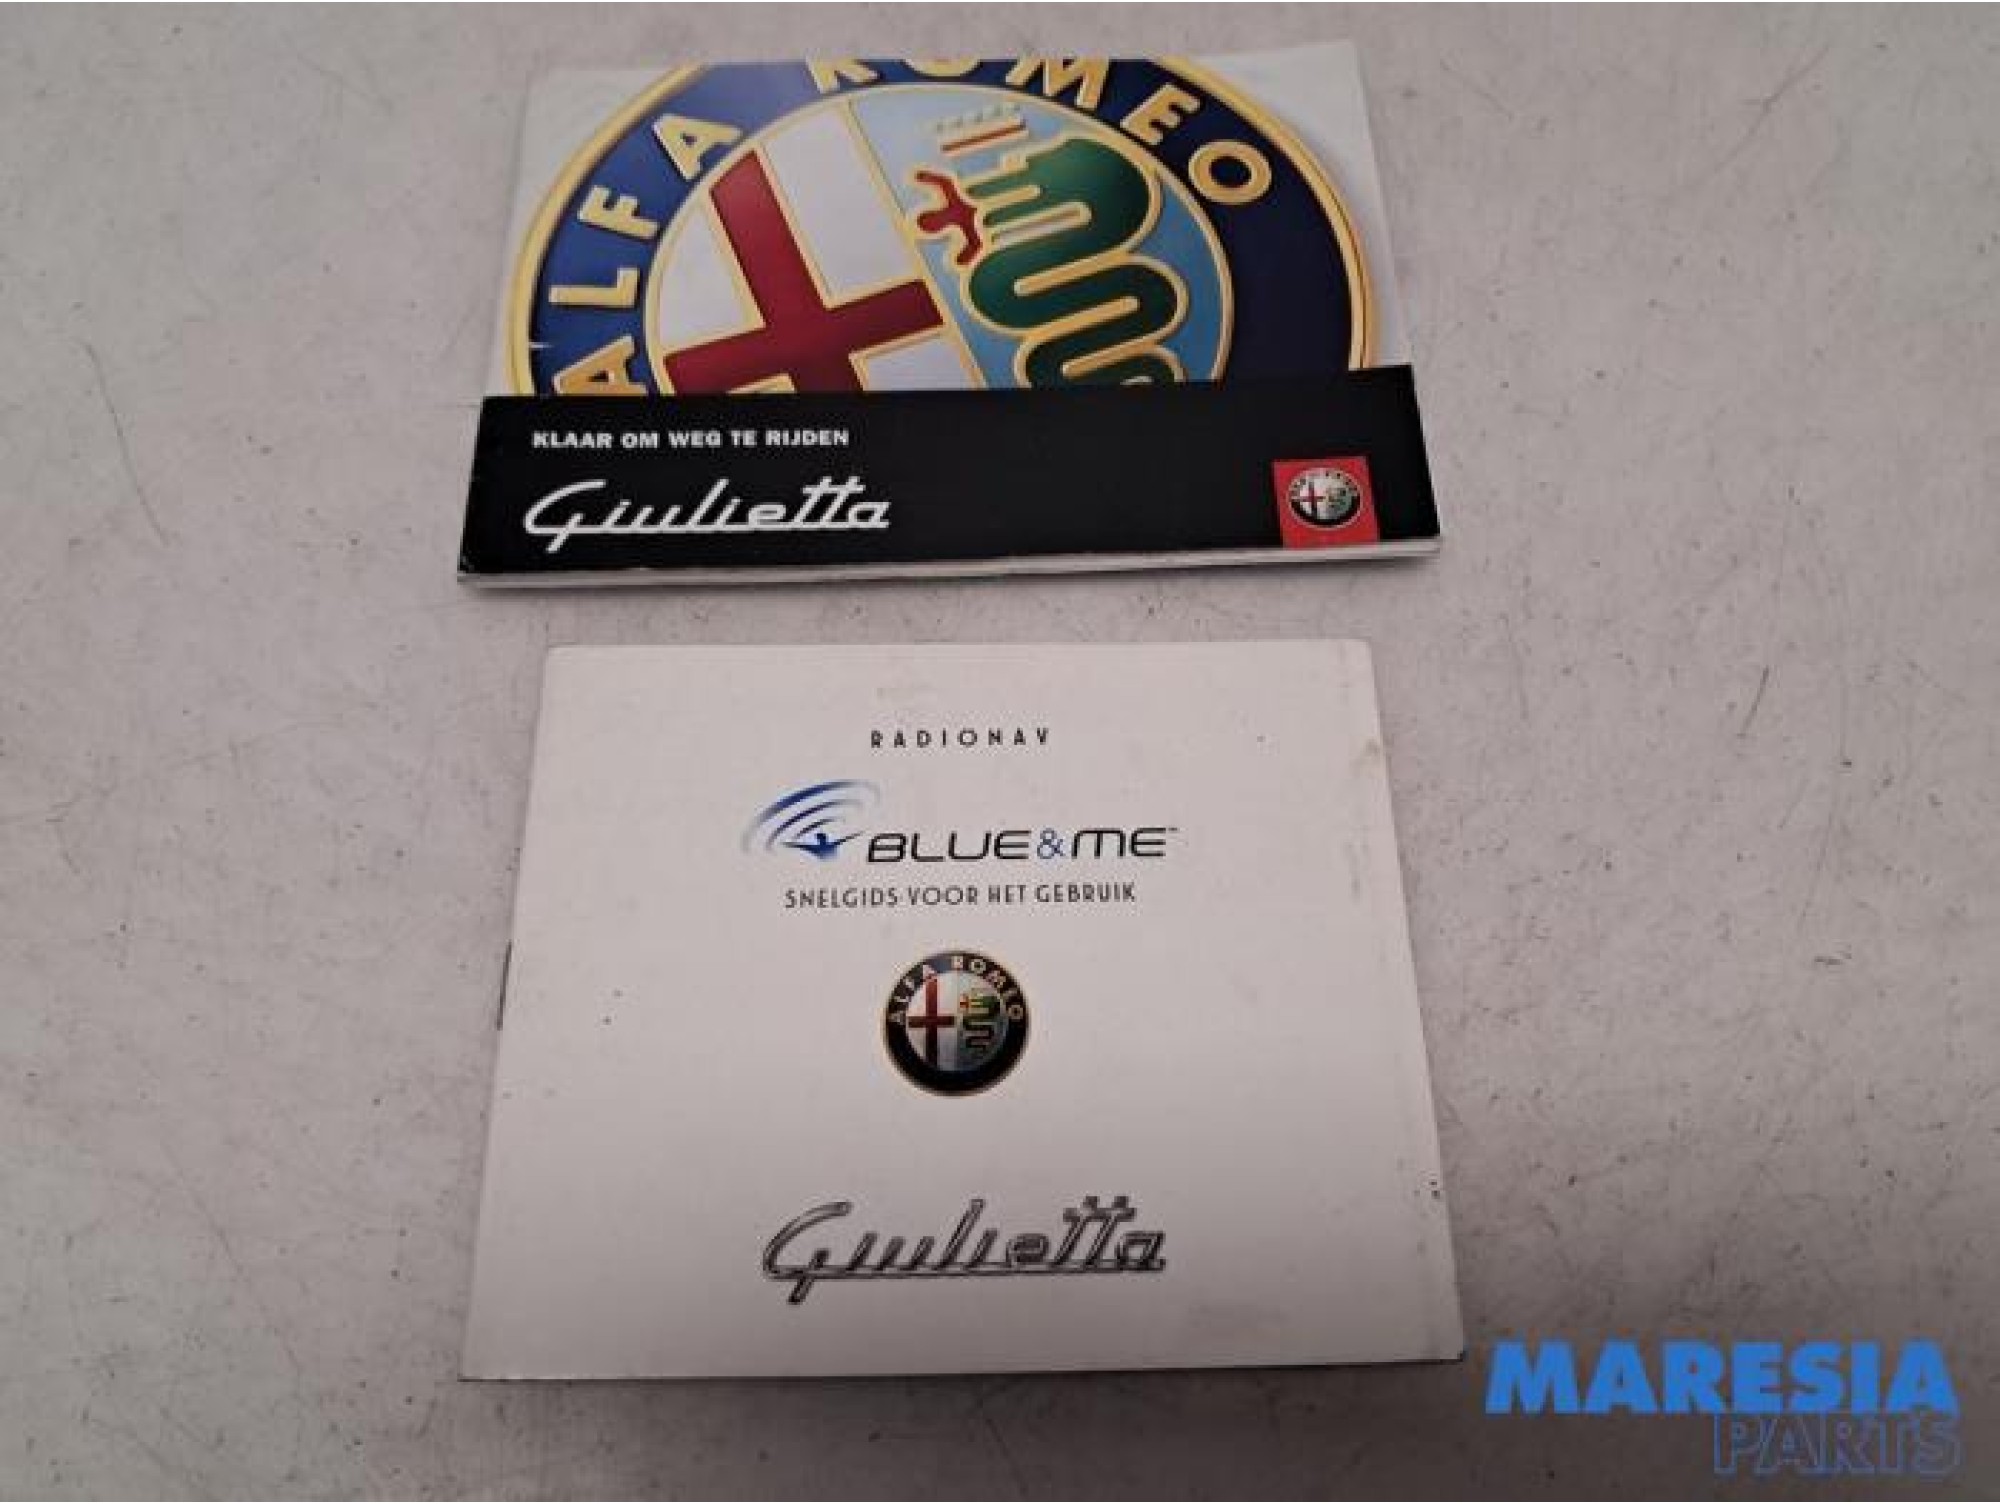 ALFA ROMEO
KLAAR OM WEG TE RIJDEN
Giulietta
RADIONAV
BLUE&ME™
SNELGIDS VOOR HET GEBRUIK
ALFA ROMEO
Giulietta
MARESIA
PARTS